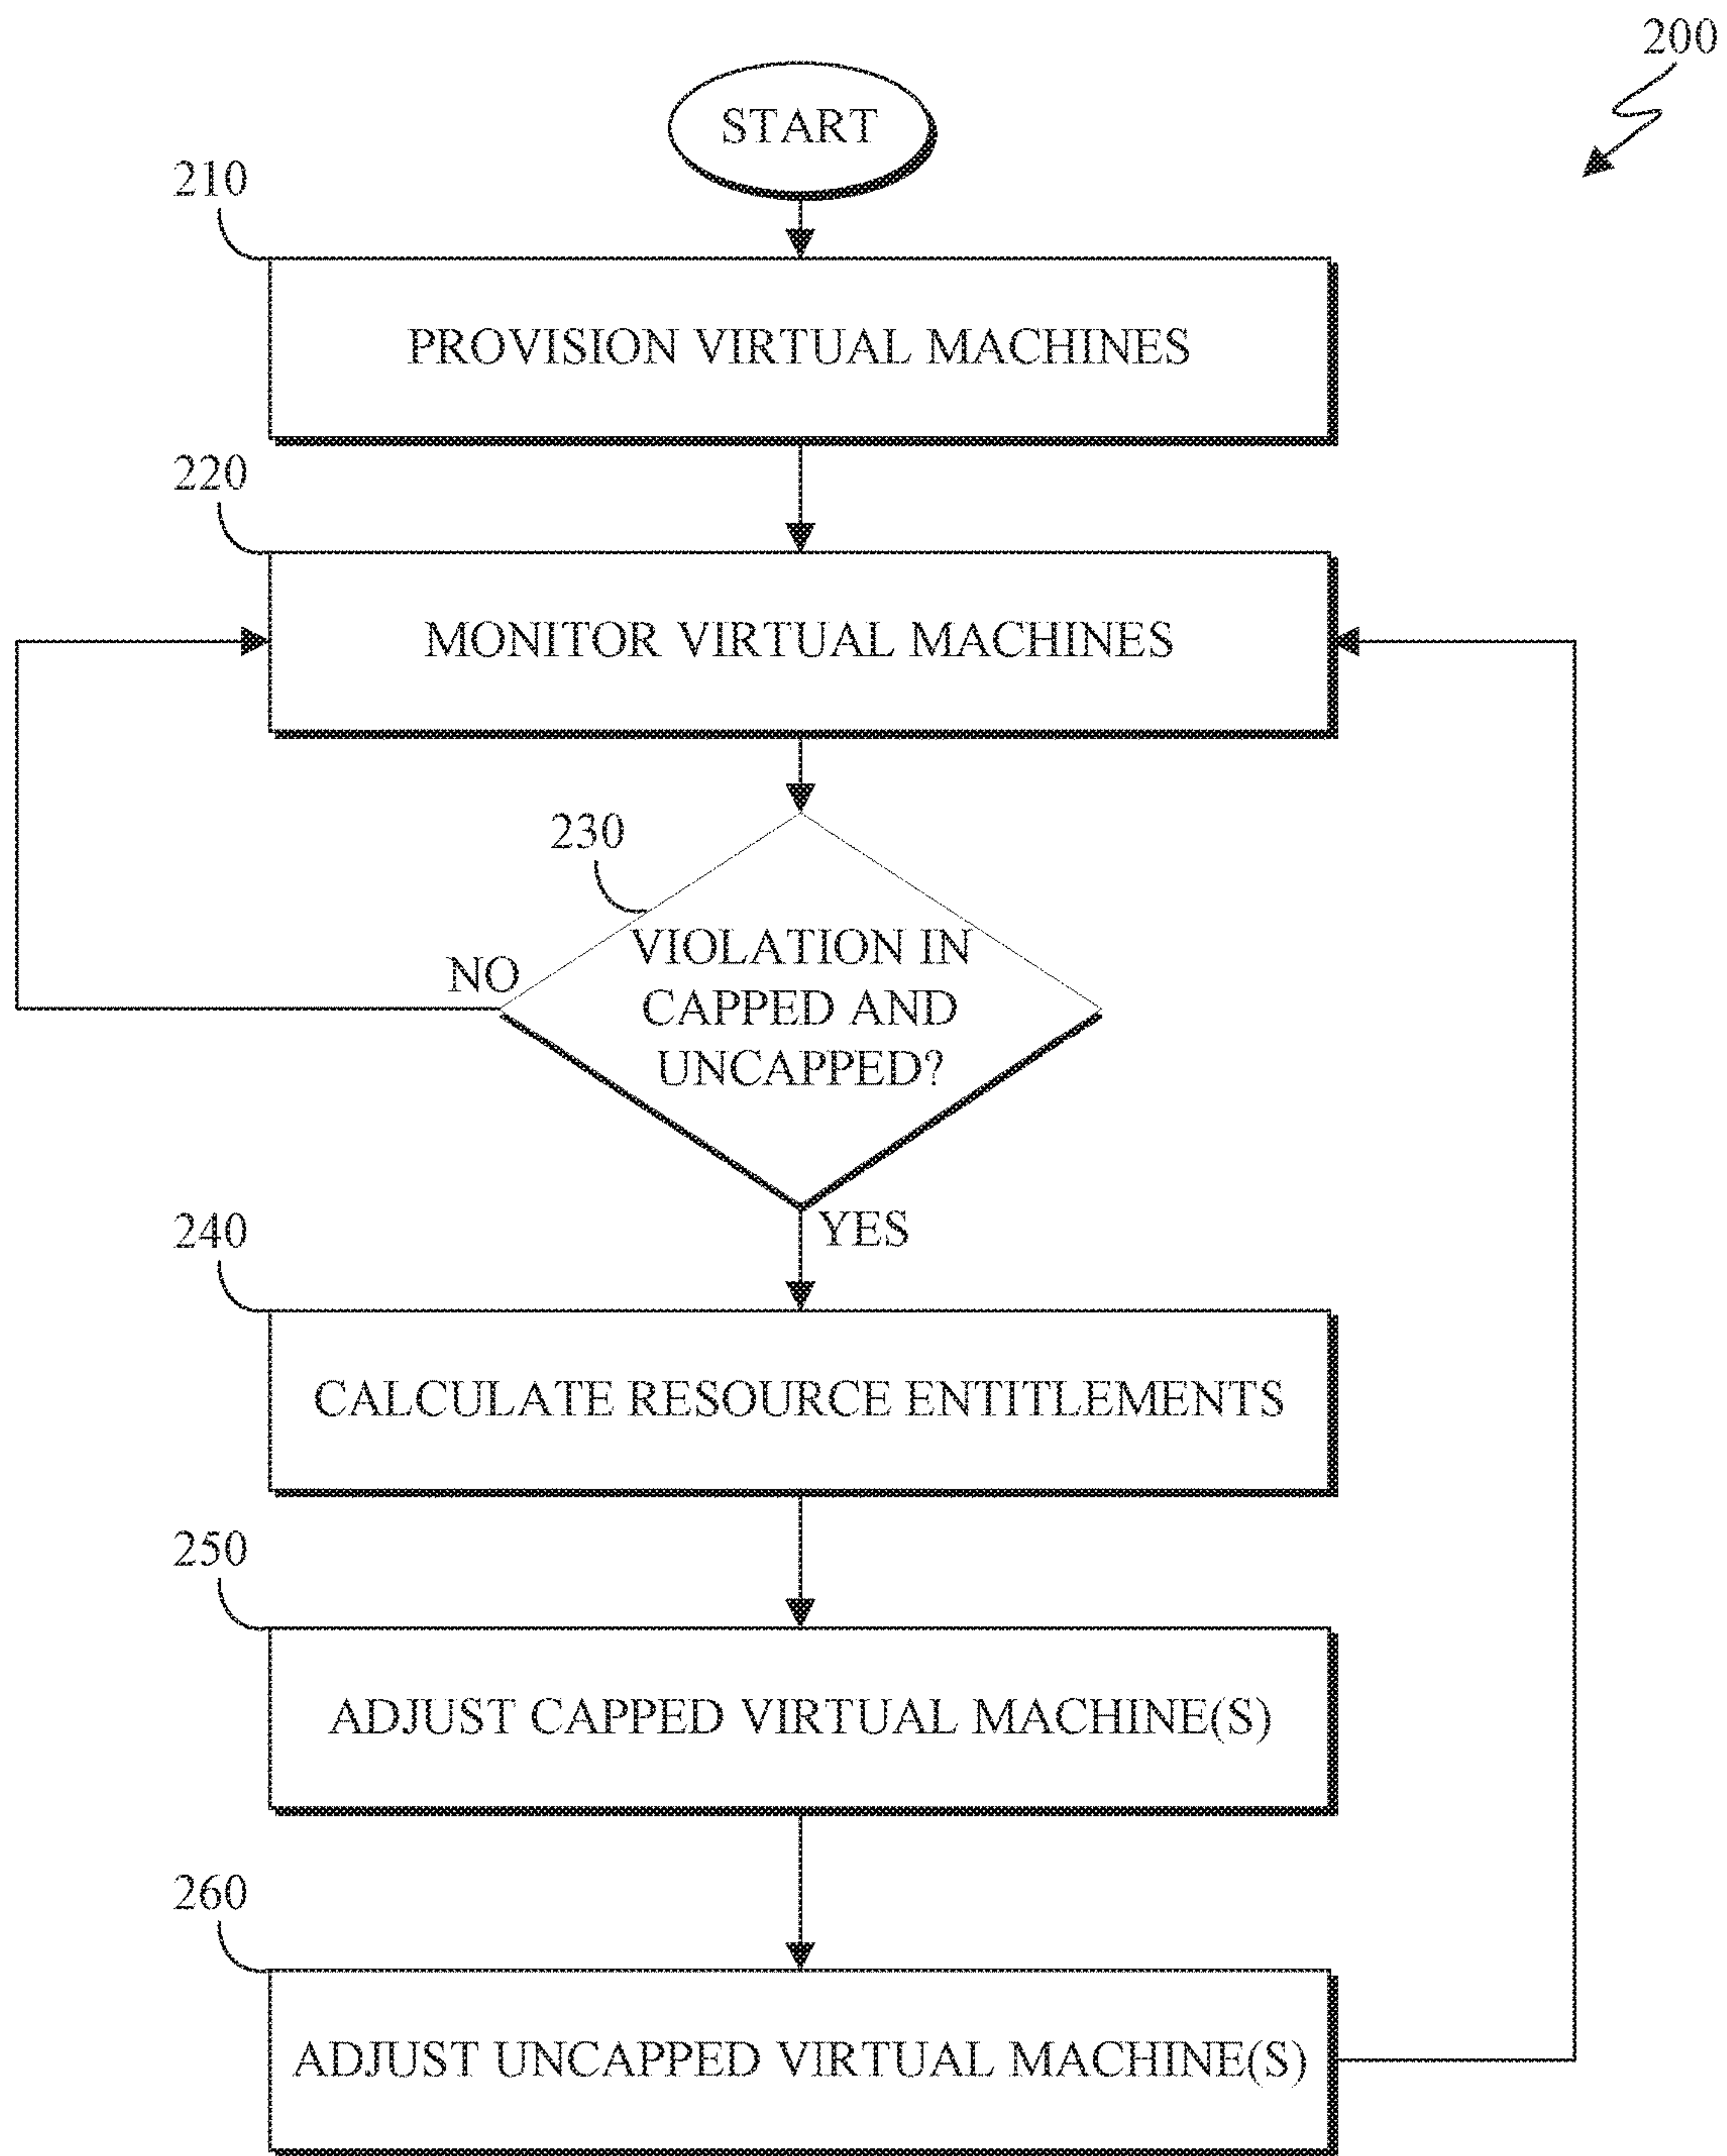 200
START
210
PROVISION VIRTUAL MACHINES
220
MONITOR VIRTUAL MACHINES
230
VIOLATION IN
CAPPED AND
UNCAPPED?
NO
YES
240
CALCULATE RESOURCE ENTITLEMENTS
250
ADJUST CAPPED VIRTUAL MACHINE(S)
260
ADJUST UNCAPPED VIRTUAL MACHINE(S)